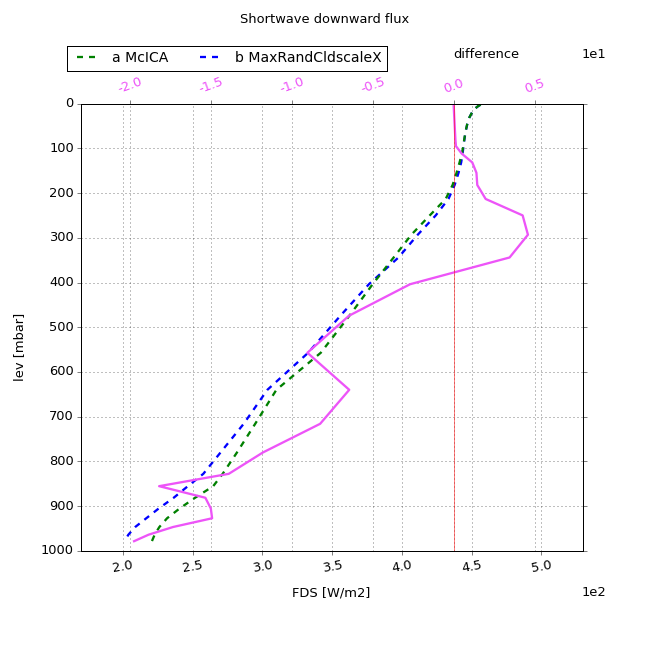 Shortwave downward flux
a McICA b MaxRandCldscaleX difference 1e1
-2.0 -1.5 -1.0 -0.5 0.0 0.5
0
100
200
300
400
500
600
700
800
900
1000
lev [mbar]
2.0 2.5 3.0 3.5 4.0 4.5 5.0
FDS [W/m2] 1e2